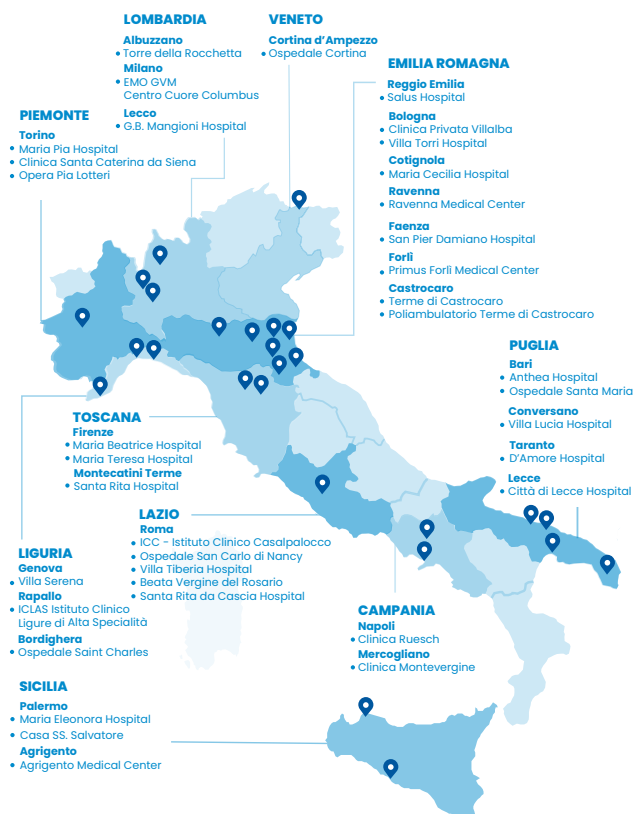 LOMBARDIA
Albuzzano
• Torre della Rocchetta
Milano
• EMO GVM
Centro Cuore Columbus
Lecco
• G.B. Mangioni Hospital
VENETO
Cortina d'Ampezzo
• Ospedale Cortina
EMILIA ROMAGNA
Reggio Emilia
• Salus Hospital
Bologna
• Clinica Privata Villalba
• Villa Torri Hospital
Cotignola
• Maria Cecilia Hospital
Ravenna
• Ravenna Medical Center
Faenza
• San Pier Damiano Hospital
Forlì
• Primus Forlì Medical Center
Castrocaro
• Terme di Castrocaro
• Poliambulatorio Terme di Castrocaro
PIEMONTE
Torino
• Maria Pia Hospital
• Clinica Santa Caterina da Siena
• Opera Pia Lotteri
PUGLIA
Bari
• Anthea Hospital
• Ospedale Santa Maria
Conversano
• Villa Lucia Hospital
Taranto
• D'Amore Hospital
Lecce
• Città di Lecce Hospital
TOSCANA
Firenze
• Maria Beatrice Hospital
• Maria Teresa Hospital
Montecatini Terme
• Santa Rita Hospital
LAZIO
Roma
• ICC - Istituto Clinico Casalpalocco
• Ospedale San Carlo di Nancy
• Villa Tiberia Hospital
• Beata Vergine del Rosario
• Santa Rita da Cascia Hospital
LIGURIA
Genova
• Villa Serena
Rapallo
• ICLAS Istituto Clinico
Ligure di Alta Specialità
Bordighera
• Ospedale Saint Charles
CAMPANIA
Napoli
• Clinica Ruesch
Mercogliano
• Clinica Montevergine
SICILIA
Palermo
• Maria Eleonora Hospital
• Casa SS. Salvatore
Agrigento
• Agrigento Medical Center